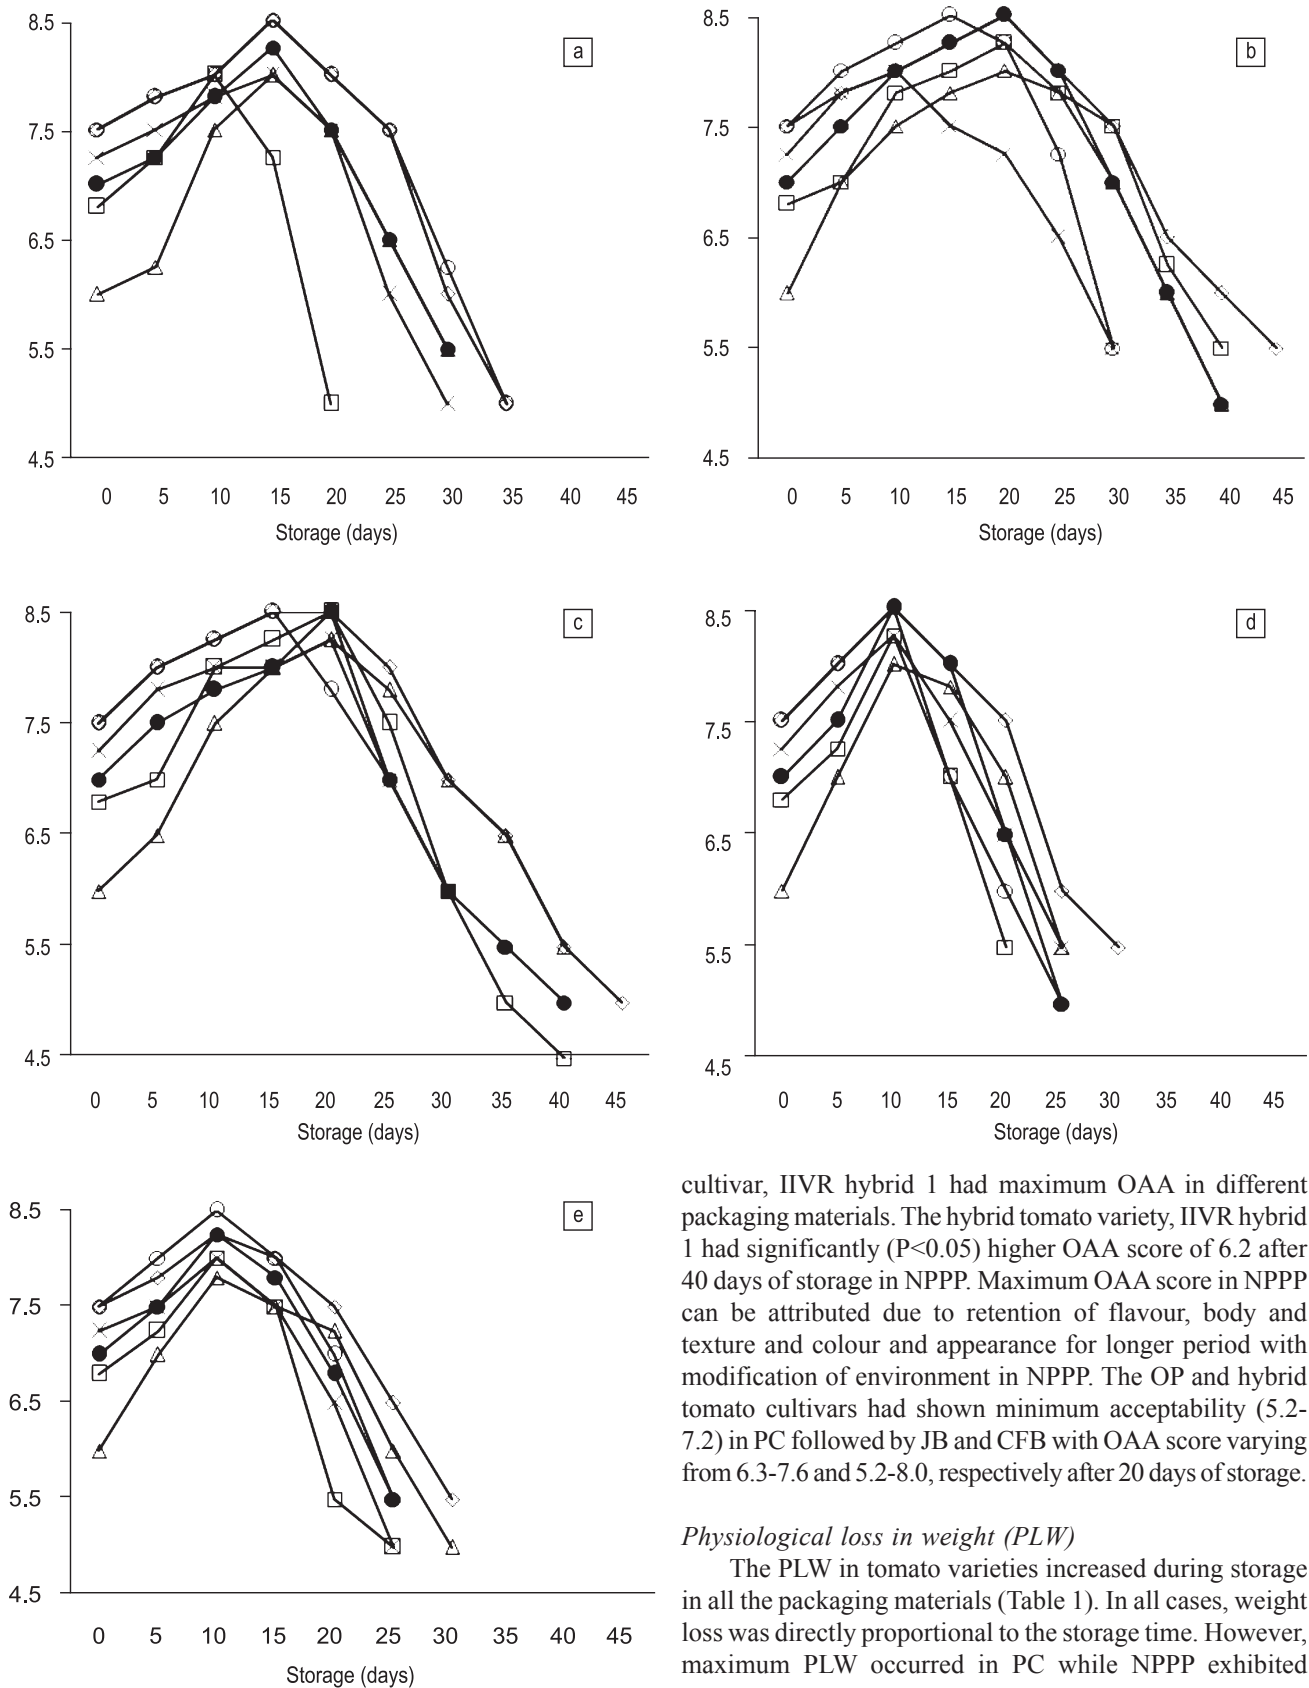 8.5
7.5
6.5
5.5
4.5
a
0 5 10 15 20 25 30 35 40 45
Storage (days)
8.5
7.5
6.5
5.5
4.5
b
0 5 10 15 20 25 30 35 40 45
Storage (days)
8.5
7.5
6.5
5.5
4.5
c
0 5 10 15 20 25 30 35 40 45
Storage (days)
8.5
7.5
6.5
5.5
4.5
d
0 5 10 15 20 25 30 35 40 45
Storage (days)
8.5
7.5
6.5
5.5
4.5
e
0 5 10 15 20 25 30 35 40 45
Storage (days)
cultivar, IIVR hybrid 1 had maximum OAA in different
packaging materials. The hybrid tomato variety, IIVR hybrid
1 had significantly (P<0.05) higher OAA score of 6.2 after
40 days of storage in NPPP. Maximum OAA score in NPPP
can be attributed due to retention of flavour, body and
texture and colour and appearance for longer period with
modification of environment in NPPP. The OP and hybrid
tomato cultivars had shown minimum acceptability (5.2-
7.2) in PC followed by JB and CFB with OAA score varying
from 6.3-7.6 and 5.2-8.0, respectively after 20 days of storage.
Physiological loss in weight (PLW)
The PLW in tomato varieties increased during storage
in all the packaging materials (Table 1). In all cases, weight
loss was directly proportional to the storage time. However,
maximum PLW occurred in PC while NPPP exhibited